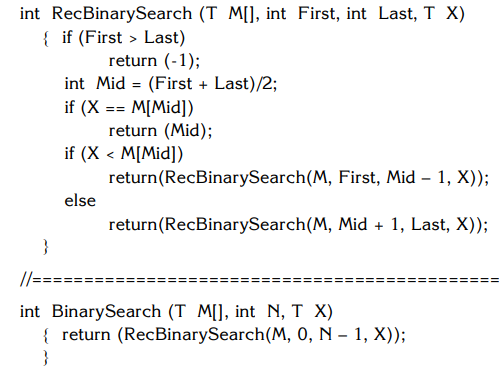 int RecBinarySearch (T M[], int First, int Last, T X)
{ if (First > Last)
return (-1);
int Mid = (First + Last)/2;
if (X == M[Mid])
return (Mid);
if (X < M[Mid])
return(RecBinarySearch(M, First, Mid – 1, X));
else
return(RecBinarySearch(M, Mid + 1, Last, X));
}
//=============================================
int BinarySearch (T M[], int N, T X)
{ return (RecBinarySearch(M, 0, N – 1, X));
}